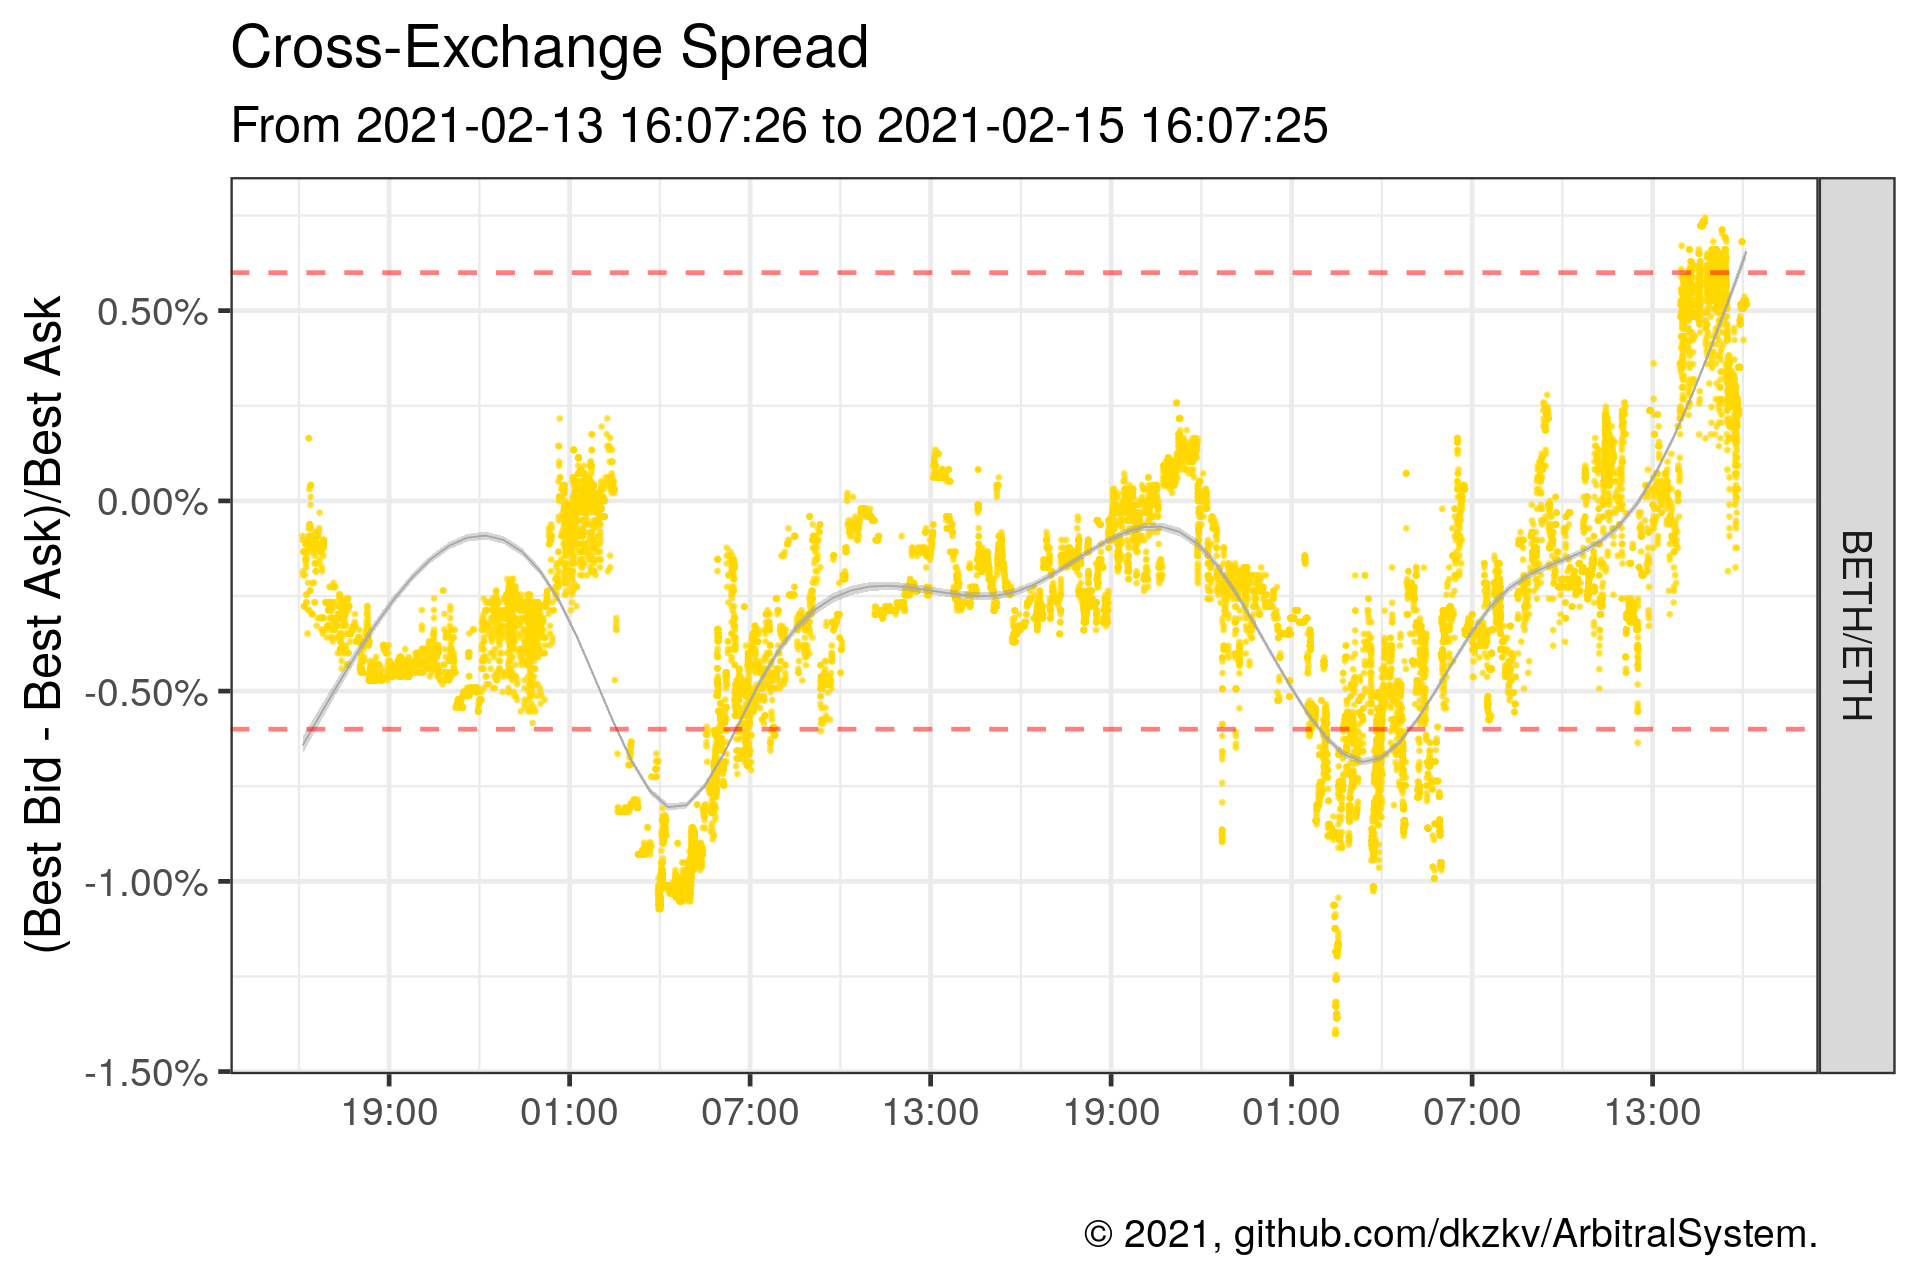 Cross-Exchange Spread
From 2021-02-13 16:07:26 to 2021-02-15 16:07:25
(Best Bid - Best Ask)/Best Ask
0.50%
0.00%
-0.50%
-1.00%
-1.50%
BETH/ETH
19:00 01:00 07:00 13:00 19:00 01:00 07:00 13:00
© 2021, github.com/dkzkv/ArbitralSystem.